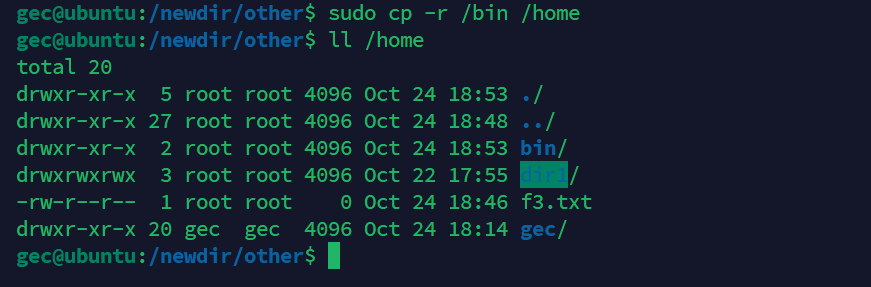 gec@ubuntu:/newdir/other$ sudo cp -r /bin /home
gec@ubuntu:/newdir/other$ ll /home
total 20
drwxr-xr-x  5 root root 4096 Oct 24 18:53 ./
drwxr-xr-x 27 root root 4096 Oct 24 18:48 ../
drwxr-xr-x  2 root root 4096 Oct 24 18:53 bin/
drwxrwxrwx  3 root root 4096 Oct 22 17:55 dir1/
-rw-r--r--  1 root root    0 Oct 24 18:46 f3.txt
drwxr-xr-x 20 gec  gec  4096 Oct 24 18:14 gec/
gec@ubuntu:/newdir/other$